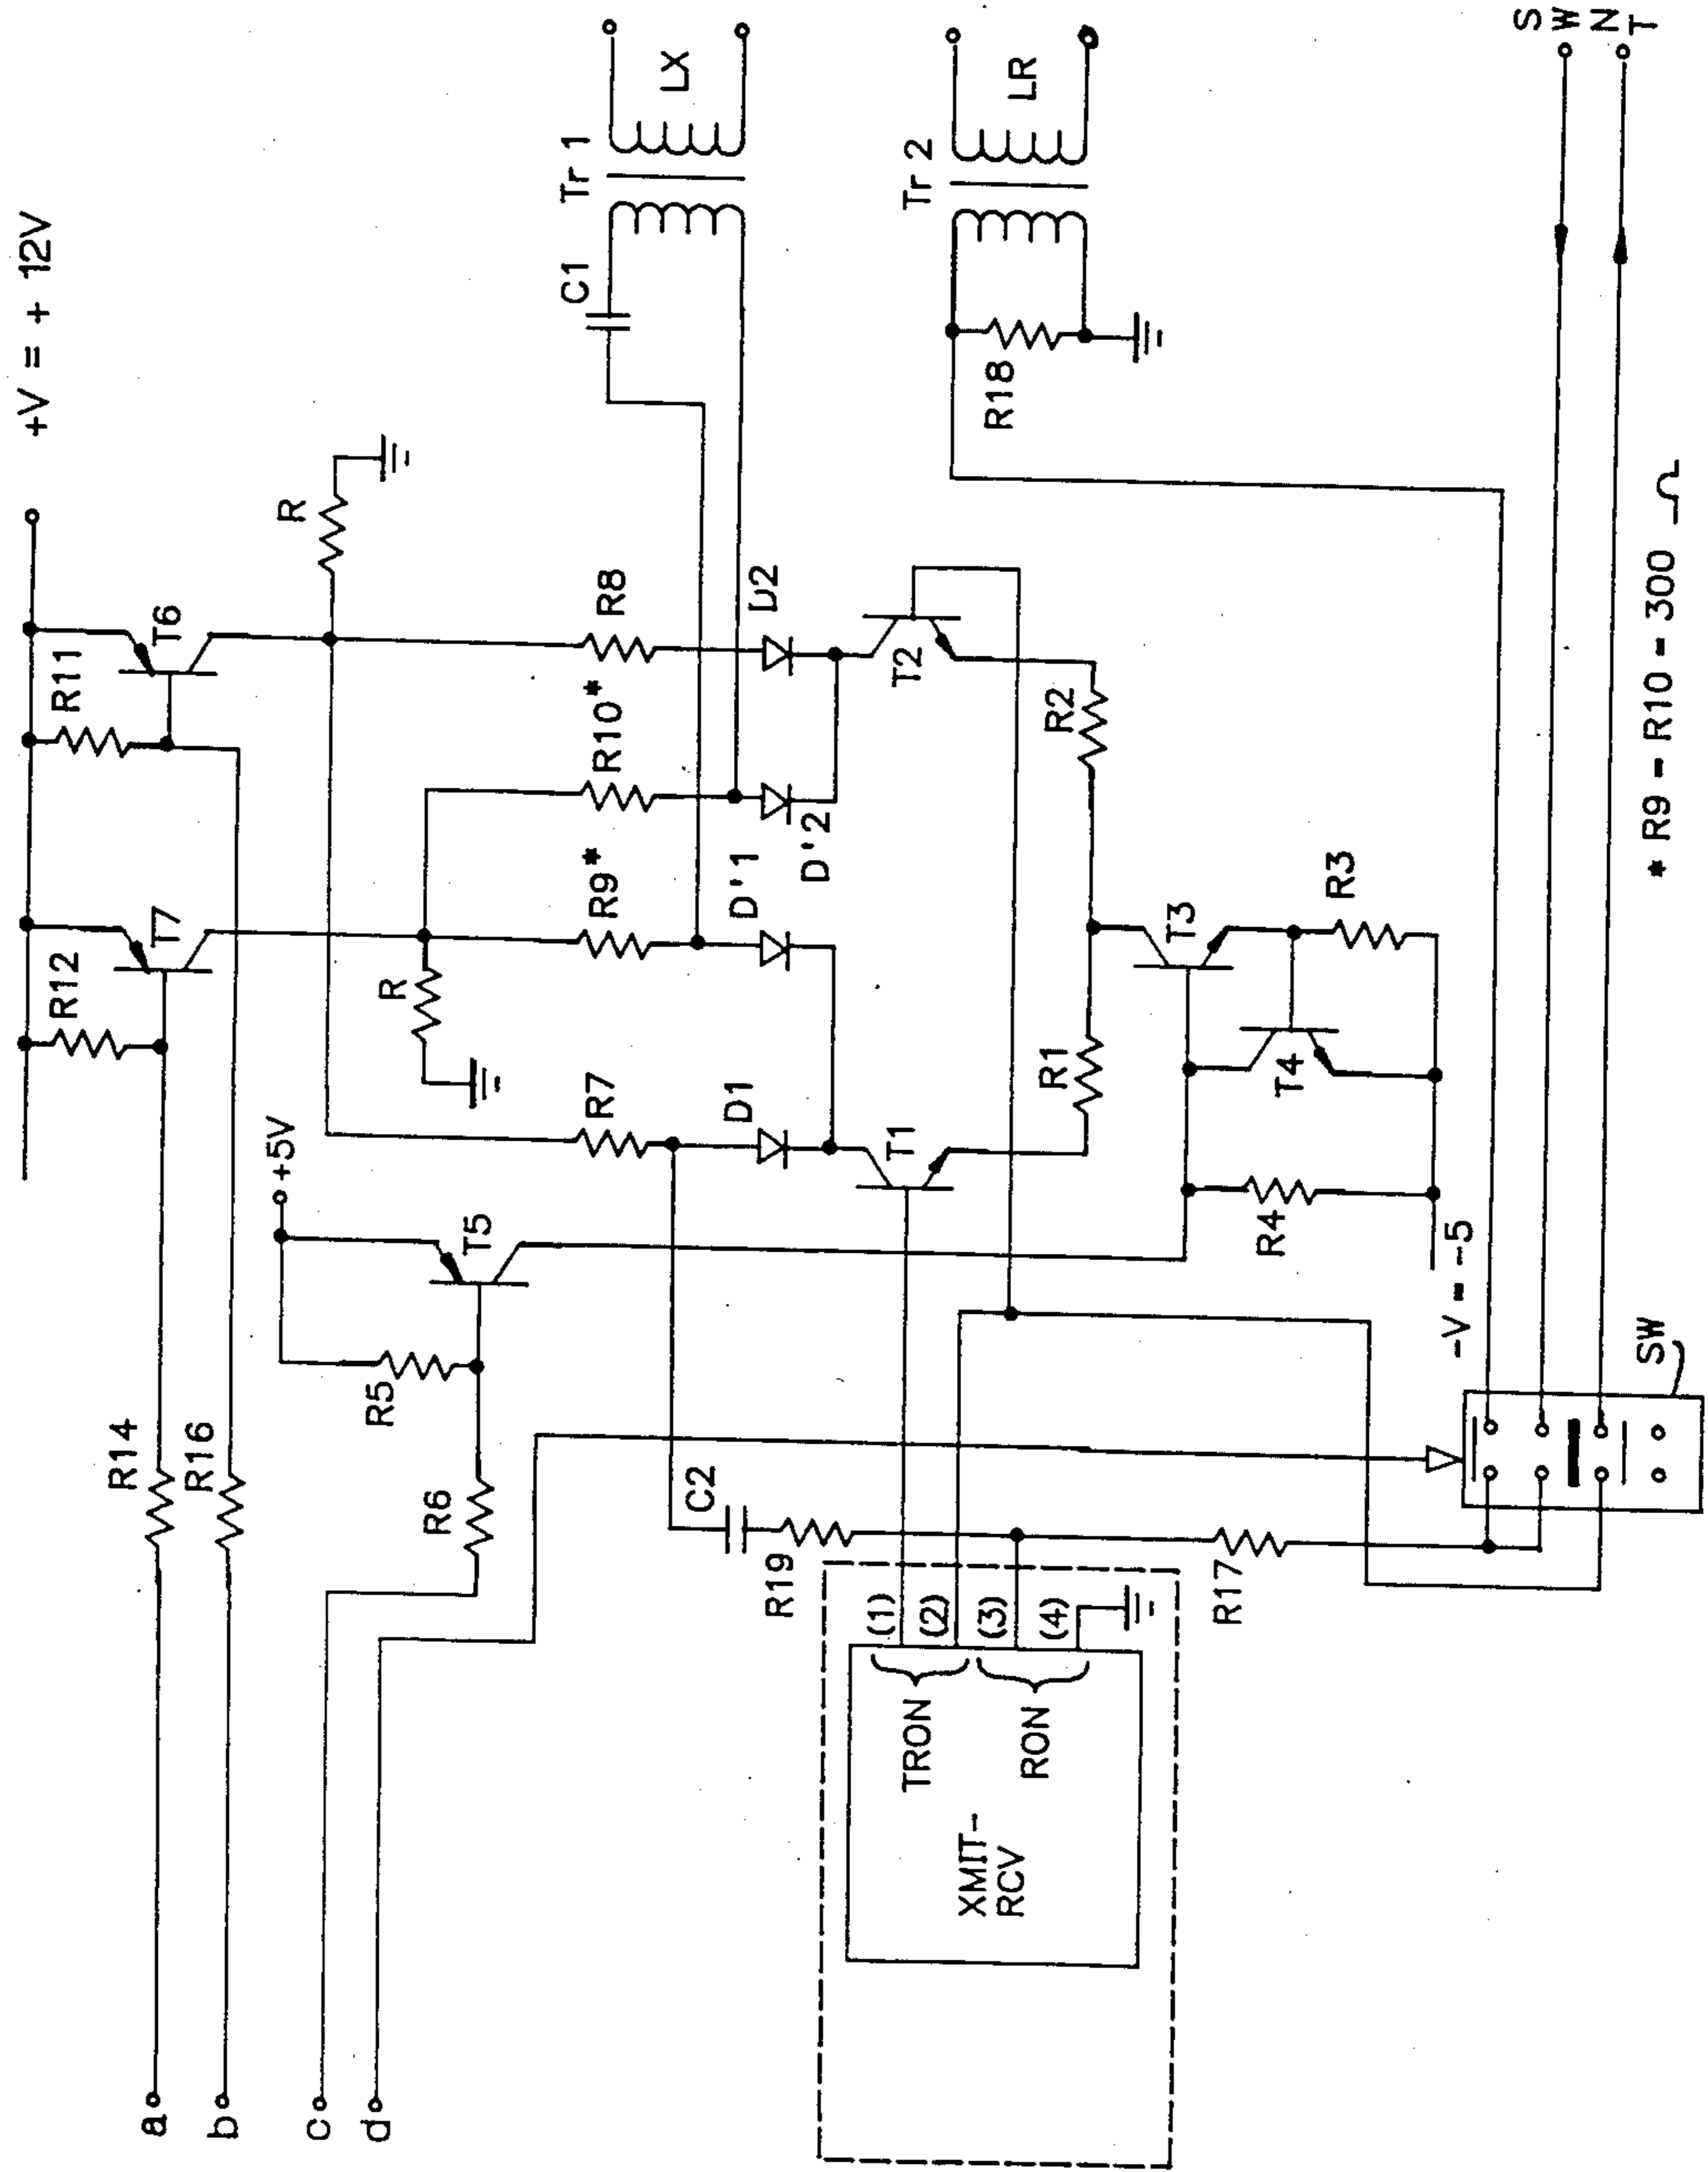 +V = + 12V
R11
T6
R12
T7
R
R
R14
R16
+5V
T5
R5
R6
a
b
c
d
R7
R9*
R10*
R8
C1
Tr 1
LX
D1
D'1
D'2
D2
T1
T2
Tr 2
LR
R18
R1
R2
T3
T4
R3
R4
-V = -5
C2
R19
R17
(1)
(2)
(3)
(4)
TRON
RON
XMIT-
RCV
SW
S
W
N
T
* R9 - R10 = 300 Ω